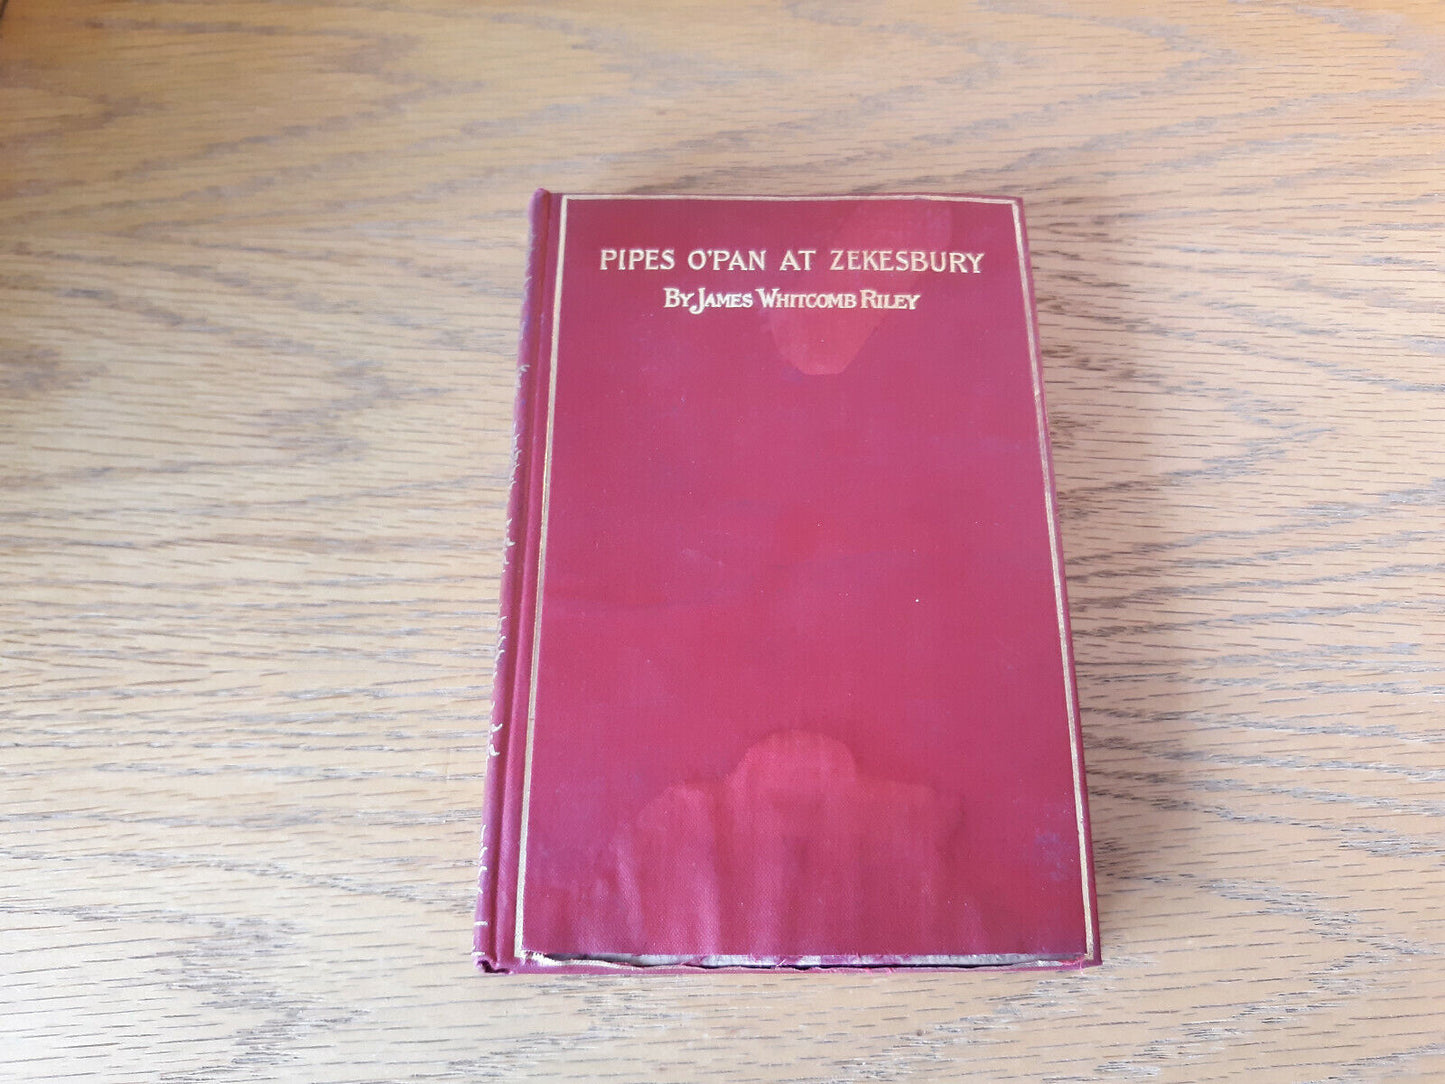 PIPES O'PAN AT ZEKESBURY
BY JAMES WHITCOMB RILEY